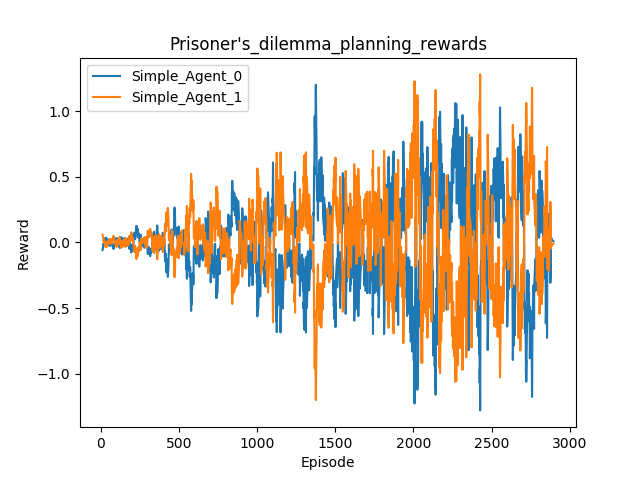 Prisoner's_dilemma_planning_rewards
Simple_Agent_0
Simple_Agent_1
1.0
0.5
0.0
−0.5
−1.0
Reward
0 500 1000 1500 2000 2500 3000
Episode